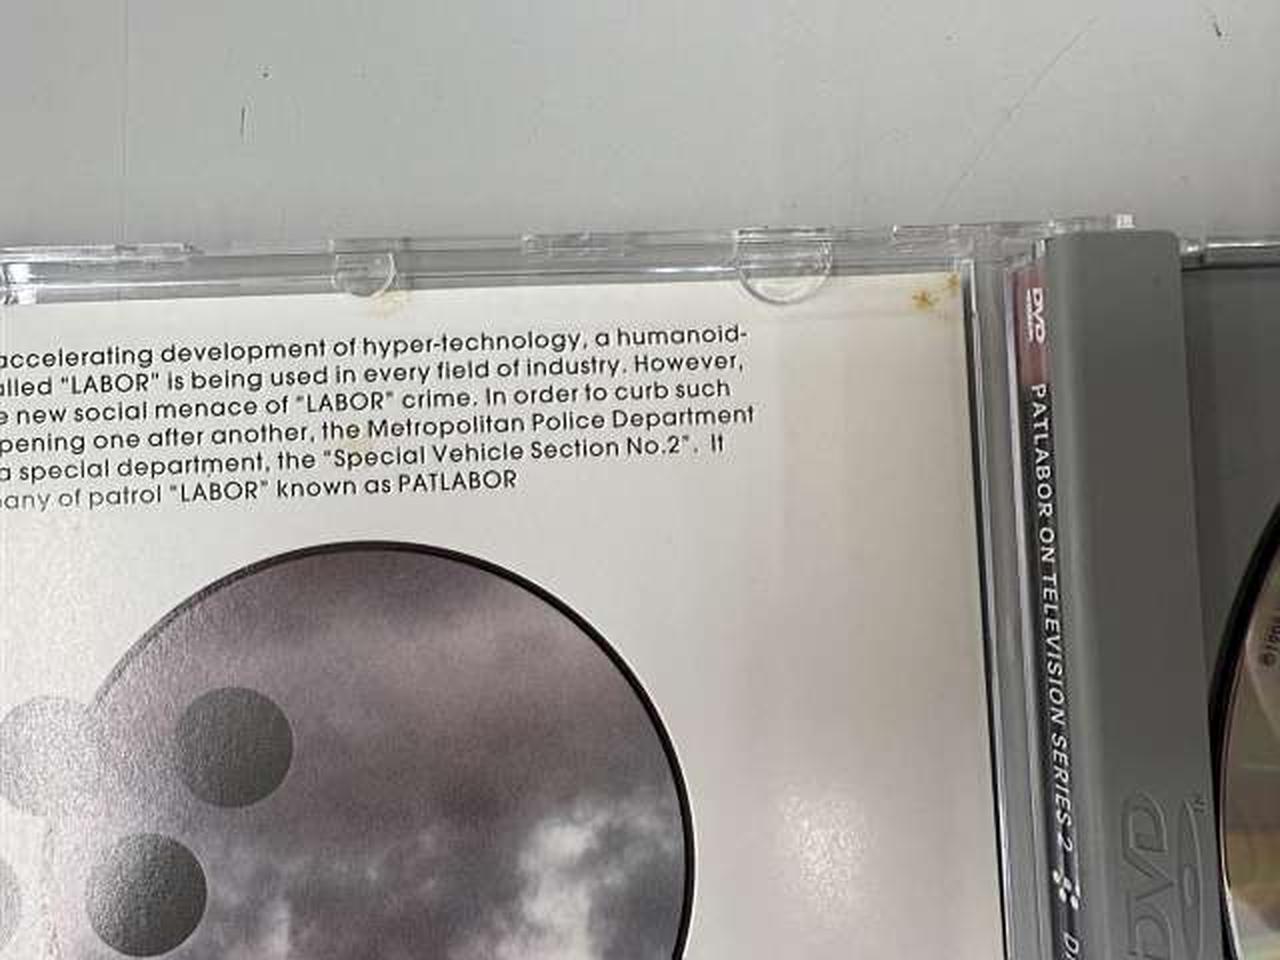 accelerating development of hyper-technology, a humanoid-
alled "LABOR" is being used in every field of industry. However,
e new social menace of "LABOR" crime. In order to curb such
pening one after another, the Metropolitan Police Department
a special department, the "Special Vehicle Section No.2". It
any of patrol "LABOR" known as PATLABOR
DVD
PATLABOR ON TELEVISION SERIES 2
DVD